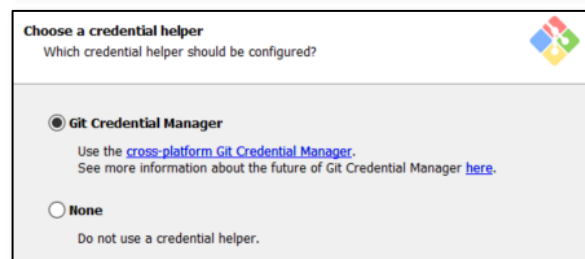 Choose a credential helper
Which credential helper should be configured?
Git Credential Manager
Use the cross-platform Git Credential Manager.
See more information about the future of Git Credential Manager here.
None
Do not use a credential helper.